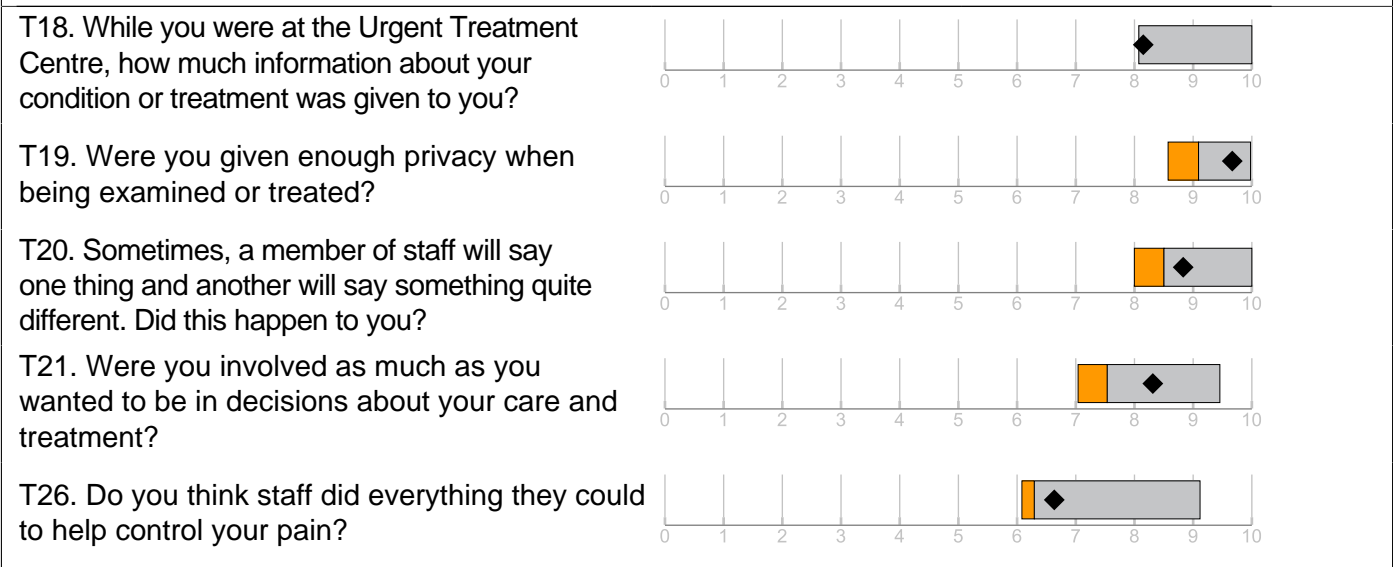 T18. While you were at the Urgent Treatment
Centre, how much information about your
condition or treatment was given to you?
0 1 2 3 4 5 6 7 8 9 10
T19. Were you given enough privacy when
being examined or treated?
0 1 2 3 4 5 6 7 8 9 10
T20. Sometimes, a member of staff will say
one thing and another will say something quite
different. Did this happen to you?
0 1 2 3 4 5 6 7 8 9 10
T21. Were you involved as much as you
wanted to be in decisions about your care and
treatment?
0 1 2 3 4 5 6 7 8 9 10
T26. Do you think staff did everything they could
to help control your pain?
0 1 2 3 4 5 6 7 8 9 10